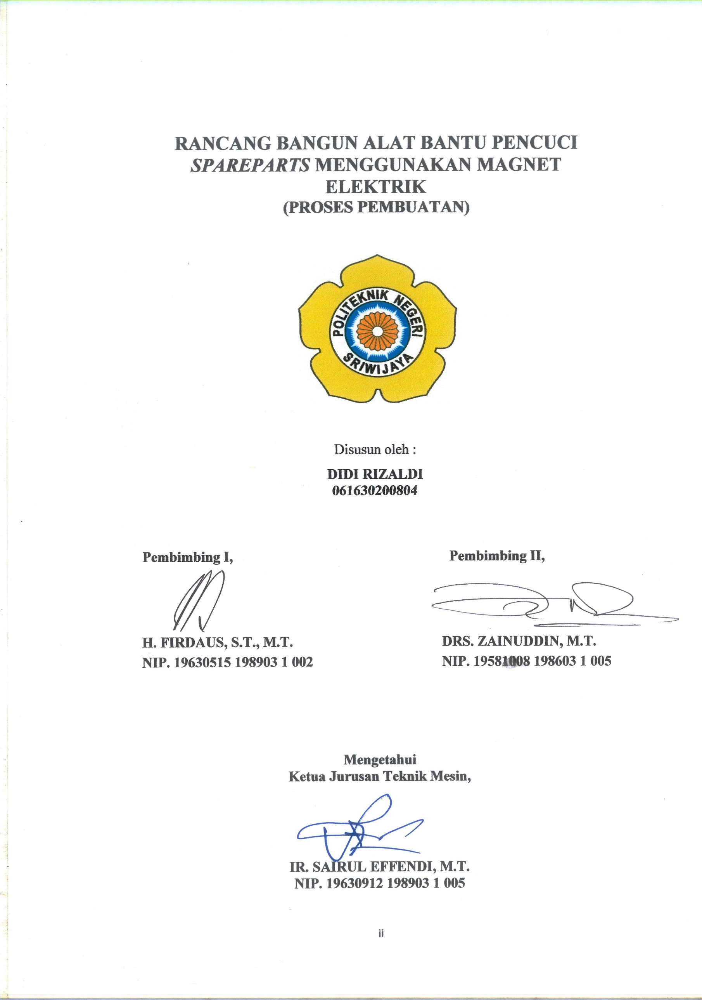 RANCANG BANGUN ALAT BANTU PENCUCI
SPAREPARTS MENGGUNAKAN MAGNET
ELEKTRIK
(PROSES PEMBUATAN)
POLITEKNIK NEGERI
SRIWIJAYA
Disusun oleh :
DIDI RIZALDI
061630200804
Pembimbing I,
Pembimbing II,
H. FIRDAUS, S.T., M.T.
NIP. 19630515 198903 1 002
DRS. ZAINUDDIN, M.T.
NIP. 19581008 198603 1 005
Mengetahui
Ketua Jurusan Teknik Mesin,
IR. SAIRUL EFFENDI, M.T.
NIP. 19630912 198903 1 005
ii